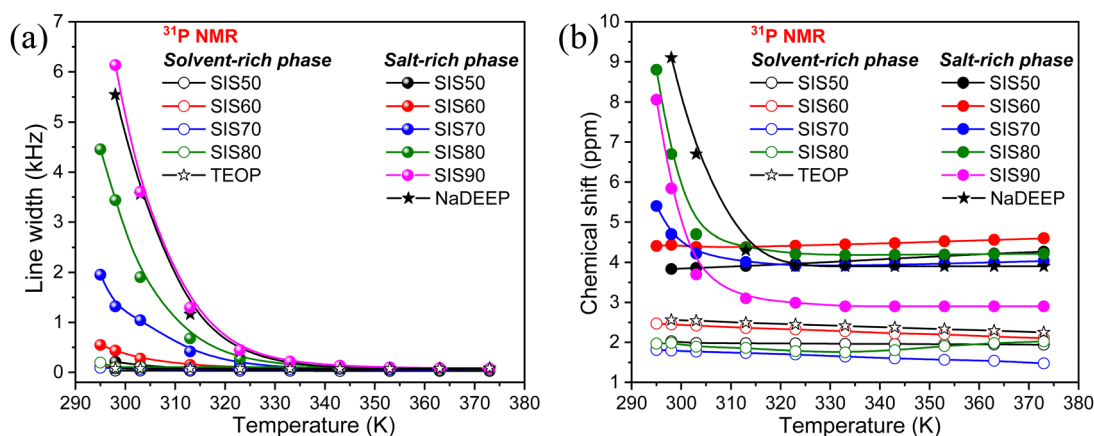 (a)
³¹P NMR
Solvent-rich phase Salt-rich phase
SIS50 SIS50
SIS60 SIS60
SIS70 SIS70
SIS80 SIS80
TEOP SIS90
NaDEEP
Line width (kHz)
7
6
5
4
3
2
1
0
290 300 310 320 330 340 350 360 370 380
Temperature (K)
(b)
³¹P NMR
Solvent-rich phase Salt-rich phase
SIS50 SIS50
SIS60 SIS60
SIS70 SIS70
SIS80 SIS80
TEOP SIS90
NaDEEP
Chemical shift (ppm)
10
9
8
7
6
5
4
3
2
1
290 300 310 320 330 340 350 360 370 380
Temperature (K)